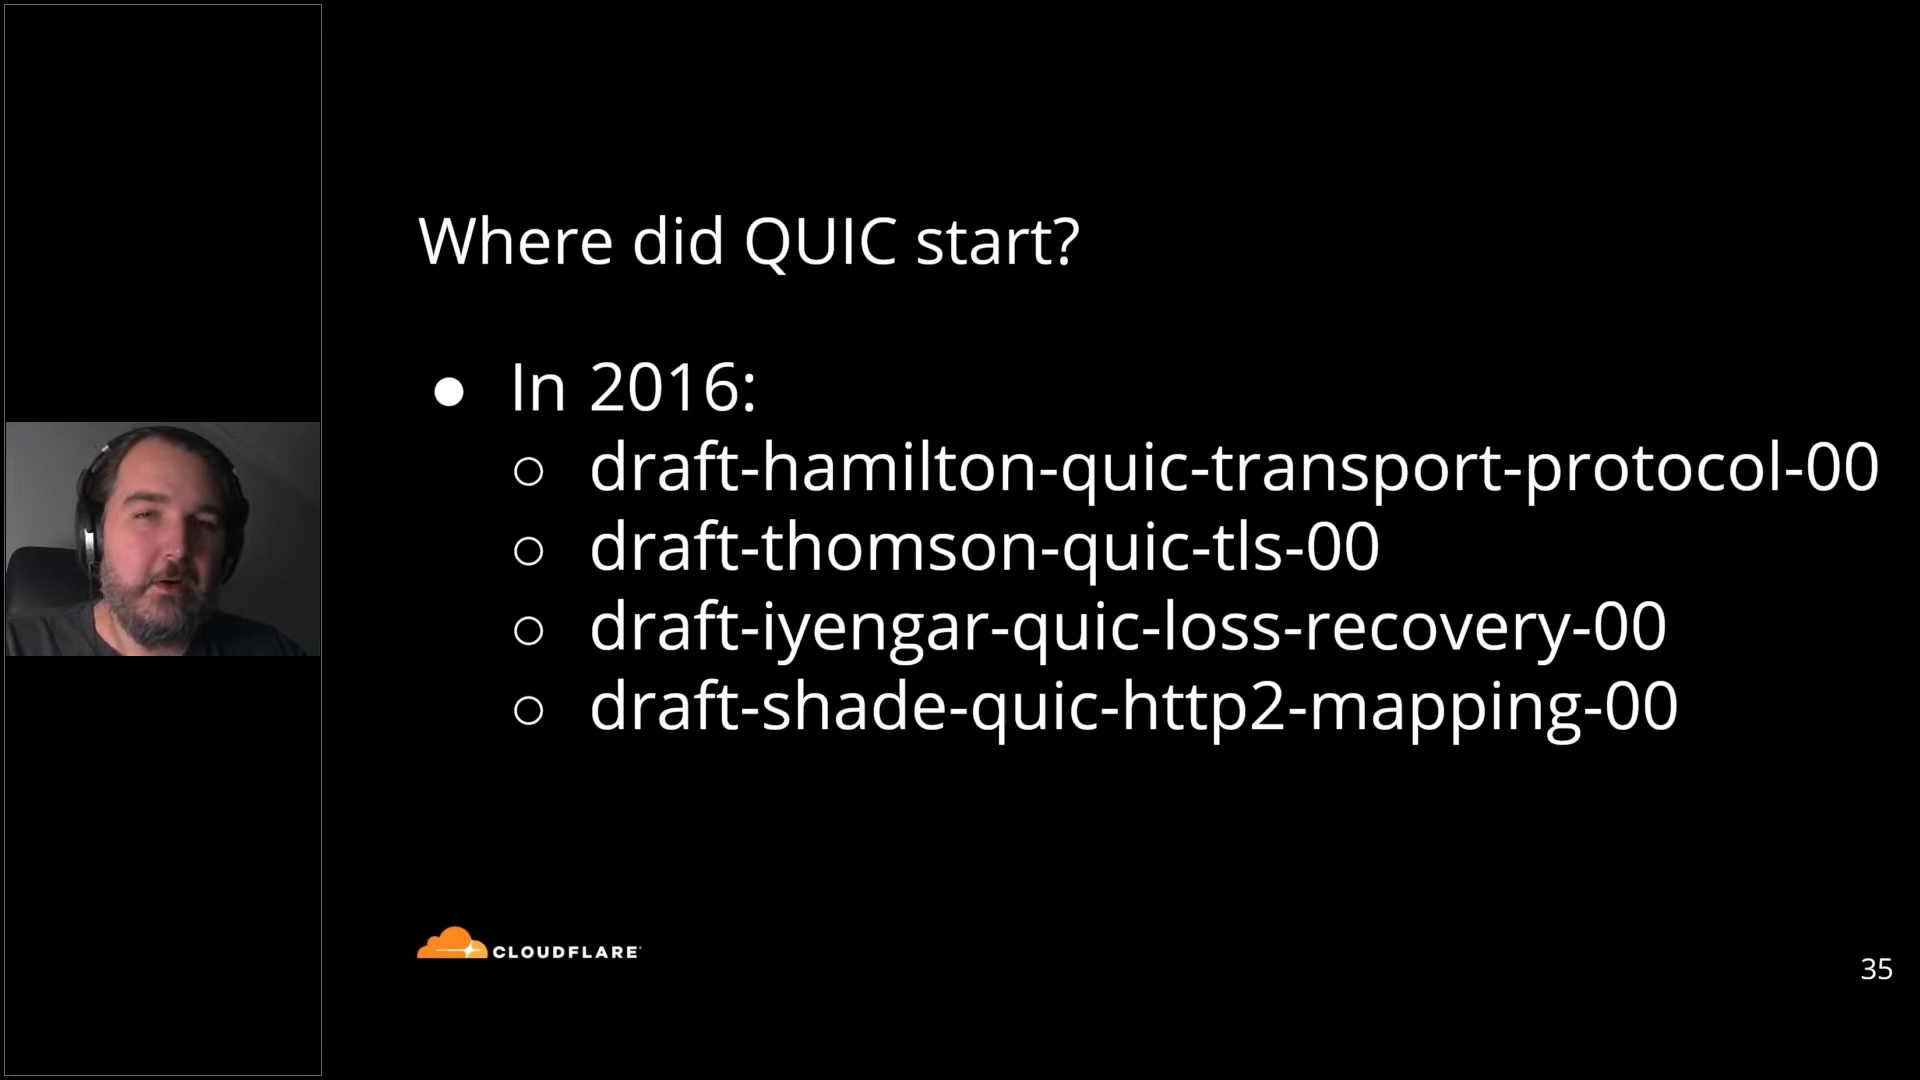 Where did QUIC start?
● In 2016:
○ draft-hamilton-quic-transport-protocol-00
○ draft-thomson-quic-tls-00
○ draft-iyengar-quic-loss-recovery-00
○ draft-shade-quic-http2-mapping-00
CLOUDFLARE
35